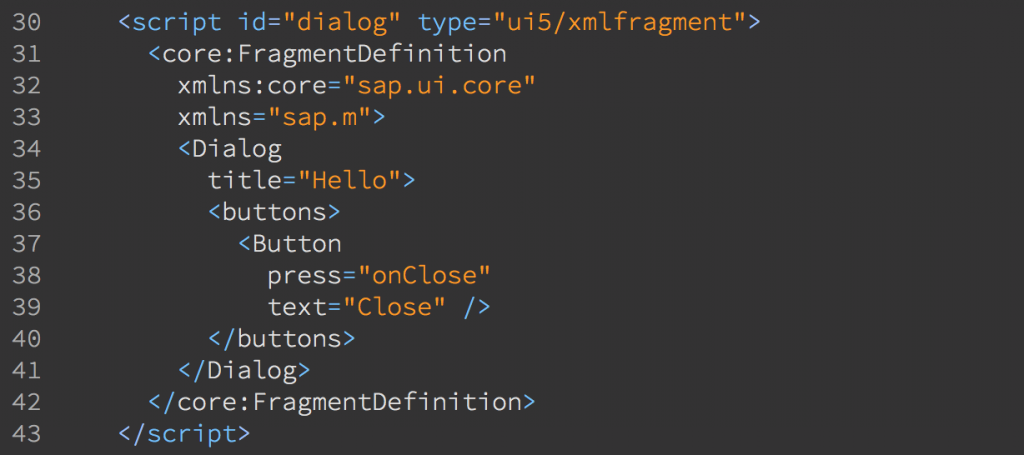 30 <script id="dialog" type="ui5/xmlfragment">
31 <core:FragmentDefinition
32 xmlns:core="sap.ui.core"
33 xmlns="sap.m">
34 <Dialog
35 title="Hello">
36 <buttons>
37 <Button
38 press="onClose"
39 text="Close" />
40 </buttons>
41 </Dialog>
42 </core:FragmentDefinition>
43 </script>